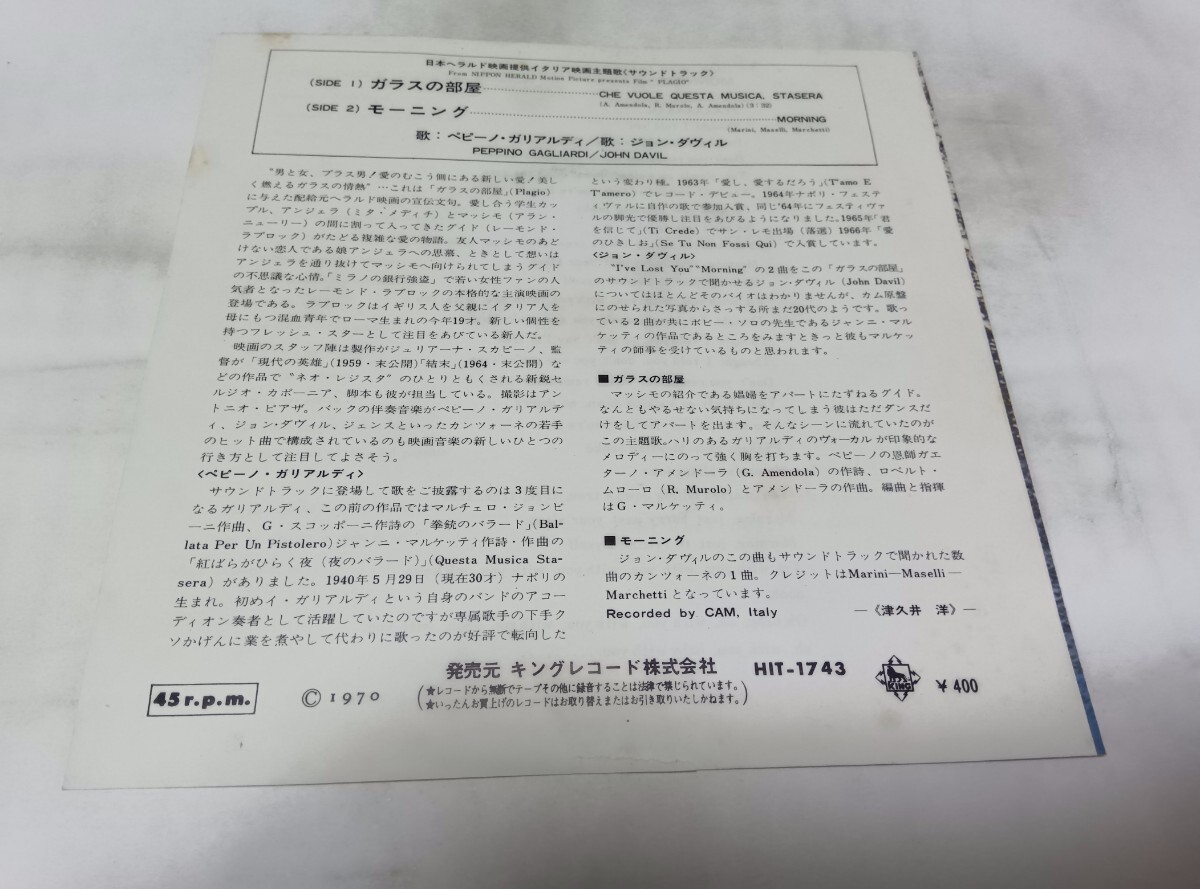 日本ヘラルド映画提供イタリア映画主題歌〈サウンドトラック〉
From NIPPON HERALD Motion Picture presents Film "PLAGIO"
(SIDE 1) ガラスの部屋……CHE VUOLE QUESTA MUSICA, STASERA
(A. Amendola, R. Murolo, A. Amendola) (3:32)
(SIDE 2) モーニング……MORNING
(Marini, Maselli, Marchetti)
歌：ペピーノ・ガリアルディ／歌：ジョン・ダヴィル
PEPPINO GAGLIARDI/JOHN DAVIL
"男と女、プラス男！愛のむこう側にある新しい愛！美し
く燃えるガラスの情熱"…これは「ガラスの部屋」(Plagio)
に与えた配給元ヘラルド映画の宣伝文句。愛し合う学生カッ
プル、アンジェラ（ミタ・メディチ）とマッシモ（アラン・
ニューリー）の間に割って入ってきたグイド（レーモンド・
ラブロック）がたどる複雑な愛の物語。友人マッシモのあど
けない恋人である娘アンジェラへの思慕、ときとして想いは
アンジェラを通り抜けてマッシモへ向けられてしまうグイド
の不思議な心情。「ミラノの銀行強盗」で若い女性ファンの人
気者となったレーモンド・ラブロックの本格的な主演映画の
登場である。ラブロックはイギリス人を父親にイタリア人を
母にもつ混血青年でローマ生まれの今年19才。新しい個性を
持つフレッシュ・スターとして注目をあびている新人だ。
映画のスタッフ陣は製作がジュリアーナ・スカピーノ、監
督が「現代の英雄」(1959・末公開)「結末」(1964・末公開）な
どの作品で"ネオ・レジスタ"のひとりともくされる新鋭セ
ルジオ・カポーニア、脚本も彼が担当している。撮影はアン
トニオ・ピアザ。バックの伴奏音楽がペピーノ・ガリアルデ
ィ、ジョン・ダヴィル、ジェンスといったカンツォーネの若手
のヒット曲で構成されているのも映画音楽の新しいひとつの
行き方として注目してよさそう。
〈ペピーノ・ガリアルディ〉
サウンドトラックに登場して歌をご披露するのは3度目に
なるガリアルディ、この前の作品ではマルチェロ・ジョンビ
ーニ作曲、G・スコッポーニ作詩の「拳銃のバラード」(Bal-
lata Per Un Pistolero)ジャンニ・マルケッティ作詩・作曲の
「紅ばらがひらく夜（夜のバラード）」(Questa Musica Sta-
sera）がありました。1940年5月29日（現在30才）ナポリの
生まれ。初めイ・ガリアルディという自身のバンドのアコー
ディオン奏者として活躍していたのですが専属歌手の下手ク
ソかげんに業を煮やして代わりに歌ったのが好評で転向した
という変わり種。1963年「愛し、愛するだろう」(T'amo E
T'amero)でレコード・デビュー。1964年ナポリ・フェステ
ィァルに自作の歌で参加入賞、同じ'64年にフェスティヴァ
ルの脚光で優勝し注目をあびるようになりました。1965年「君
を信じて」(Ti Crede)でサン・レモ出場（落選）1966年「愛
のひきしお」(Se Tu Non Fossi Qui)で入賞しています。
〈ジョン・ダヴィル〉
"I've Lost You""Morning"の2曲をこの「ガラスの部屋」
のサウンドトラックで聞かせるジョン・ダヴィル(John Davil)
についてはほとんどそのバイオはわかりませんが、カム原盤
にのせられた写真からさっする所まだ20代のようです。歌っ
ている2曲が共にボビー・ソロの先生であるジャンニ・マル
ケッティの作品であるところをみますときっと彼もマルケッ
ティの師事を受けているものと思われます。
■ガラスの部屋
マッシモの紹介である娼婦をアパートにたずねるグイド。
なんともやるせない気持ちになってしまう彼はただダンスだ
けをしてアパートを出ます。そんなシーンに流れていたのが
この主題歌。ハリのあるガリアルディのヴォーカルが印象的な
メロディーにのって強く胸を打ちます。ペピーノの恩師ガエ
ターノ・アメンドーラ(G. Amendola)の作詩、ロベルト・
ムローロ(R. Murolo)とアメンドーラの作曲。編曲と指揮
はG・マルケッティ。
■モーニング
ジョン・ダヴィルのこの曲もサウンドトラックで聞かれた数
曲のカンツォーネの1曲。クレジットはMarini—Maselli—
Marchettiとなっています。
Recorded by CAM, Italy —《津久井 洋》—
発売元 キングレコード株式会社 HIT-1743
KING
￥400
45 r.p.m.
© 1970
★レコードから無断でテープその他に録音することは法律で禁じられています。
★いったんお買上げのレコードはお取り替えまたはお引き取りいたしかねます。